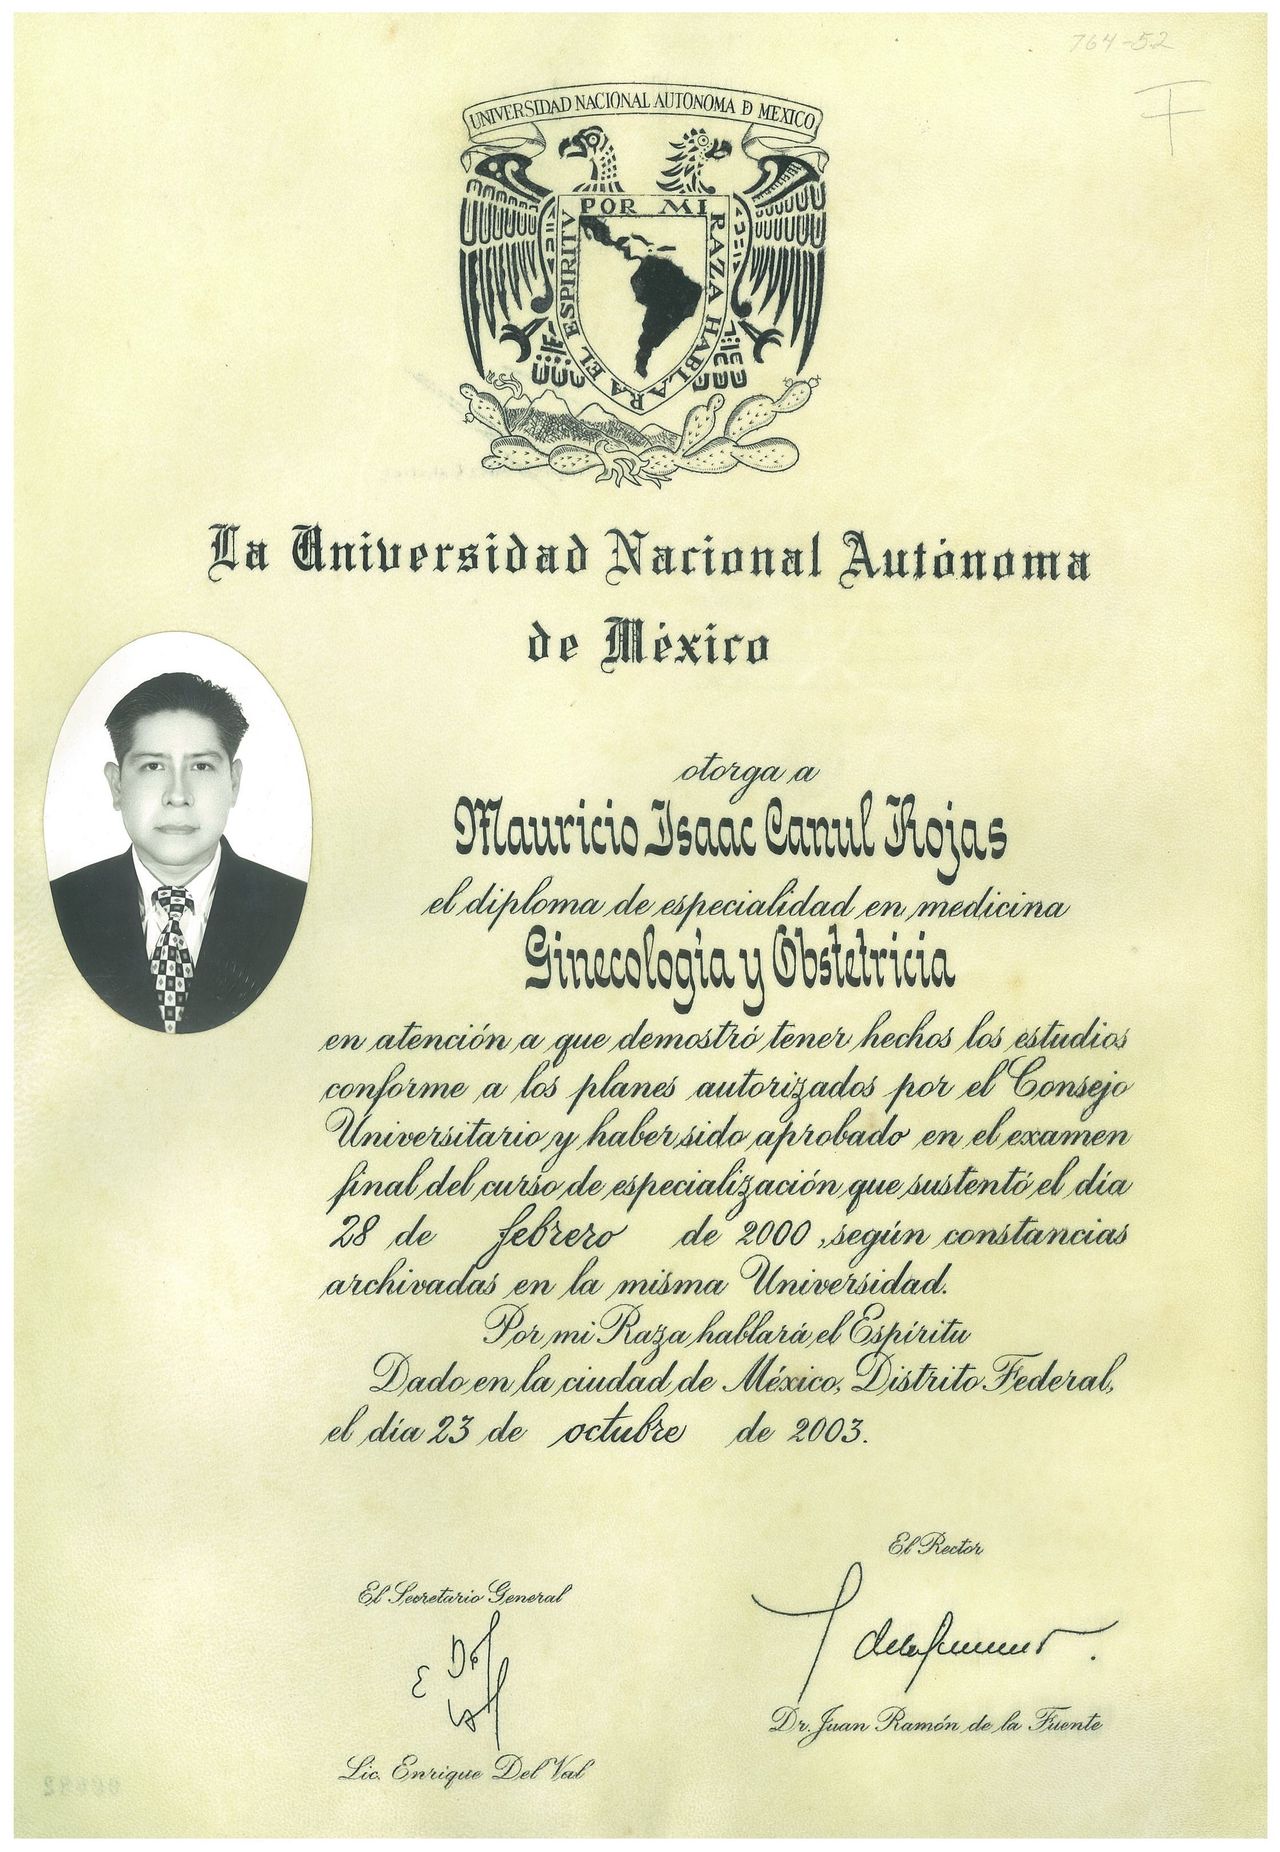 764-52
F
UNIVERSIDAD NACIONAL AUTONOMA D MEXICO
POR MI RAZA HABLARA EL ESPIRITV
La Universidad Nacional Autónoma
de México
otorga a
Mauricio Isaac Canul Rojas
el diploma de especialidad en medicina
Ginecología y Obstetricia
en atención a que demostró tener hechos los estudios
conforme a los planes autorizados por el Consejo
Universitario y haber sido aprobado en el examen
final del curso de especialización que sustentó el día
28 de febrero de 2000, según constancias
archivadas en la misma Universidad.
Por mi Raza hablará el Espíritu
Dado en la ciudad de México, Distrito Federal,
el día 23 de octubre de 2003.
El Rector
El Secretario General
Dr. Juan Ramón de la Fuente
Lic. Enrique Del Val